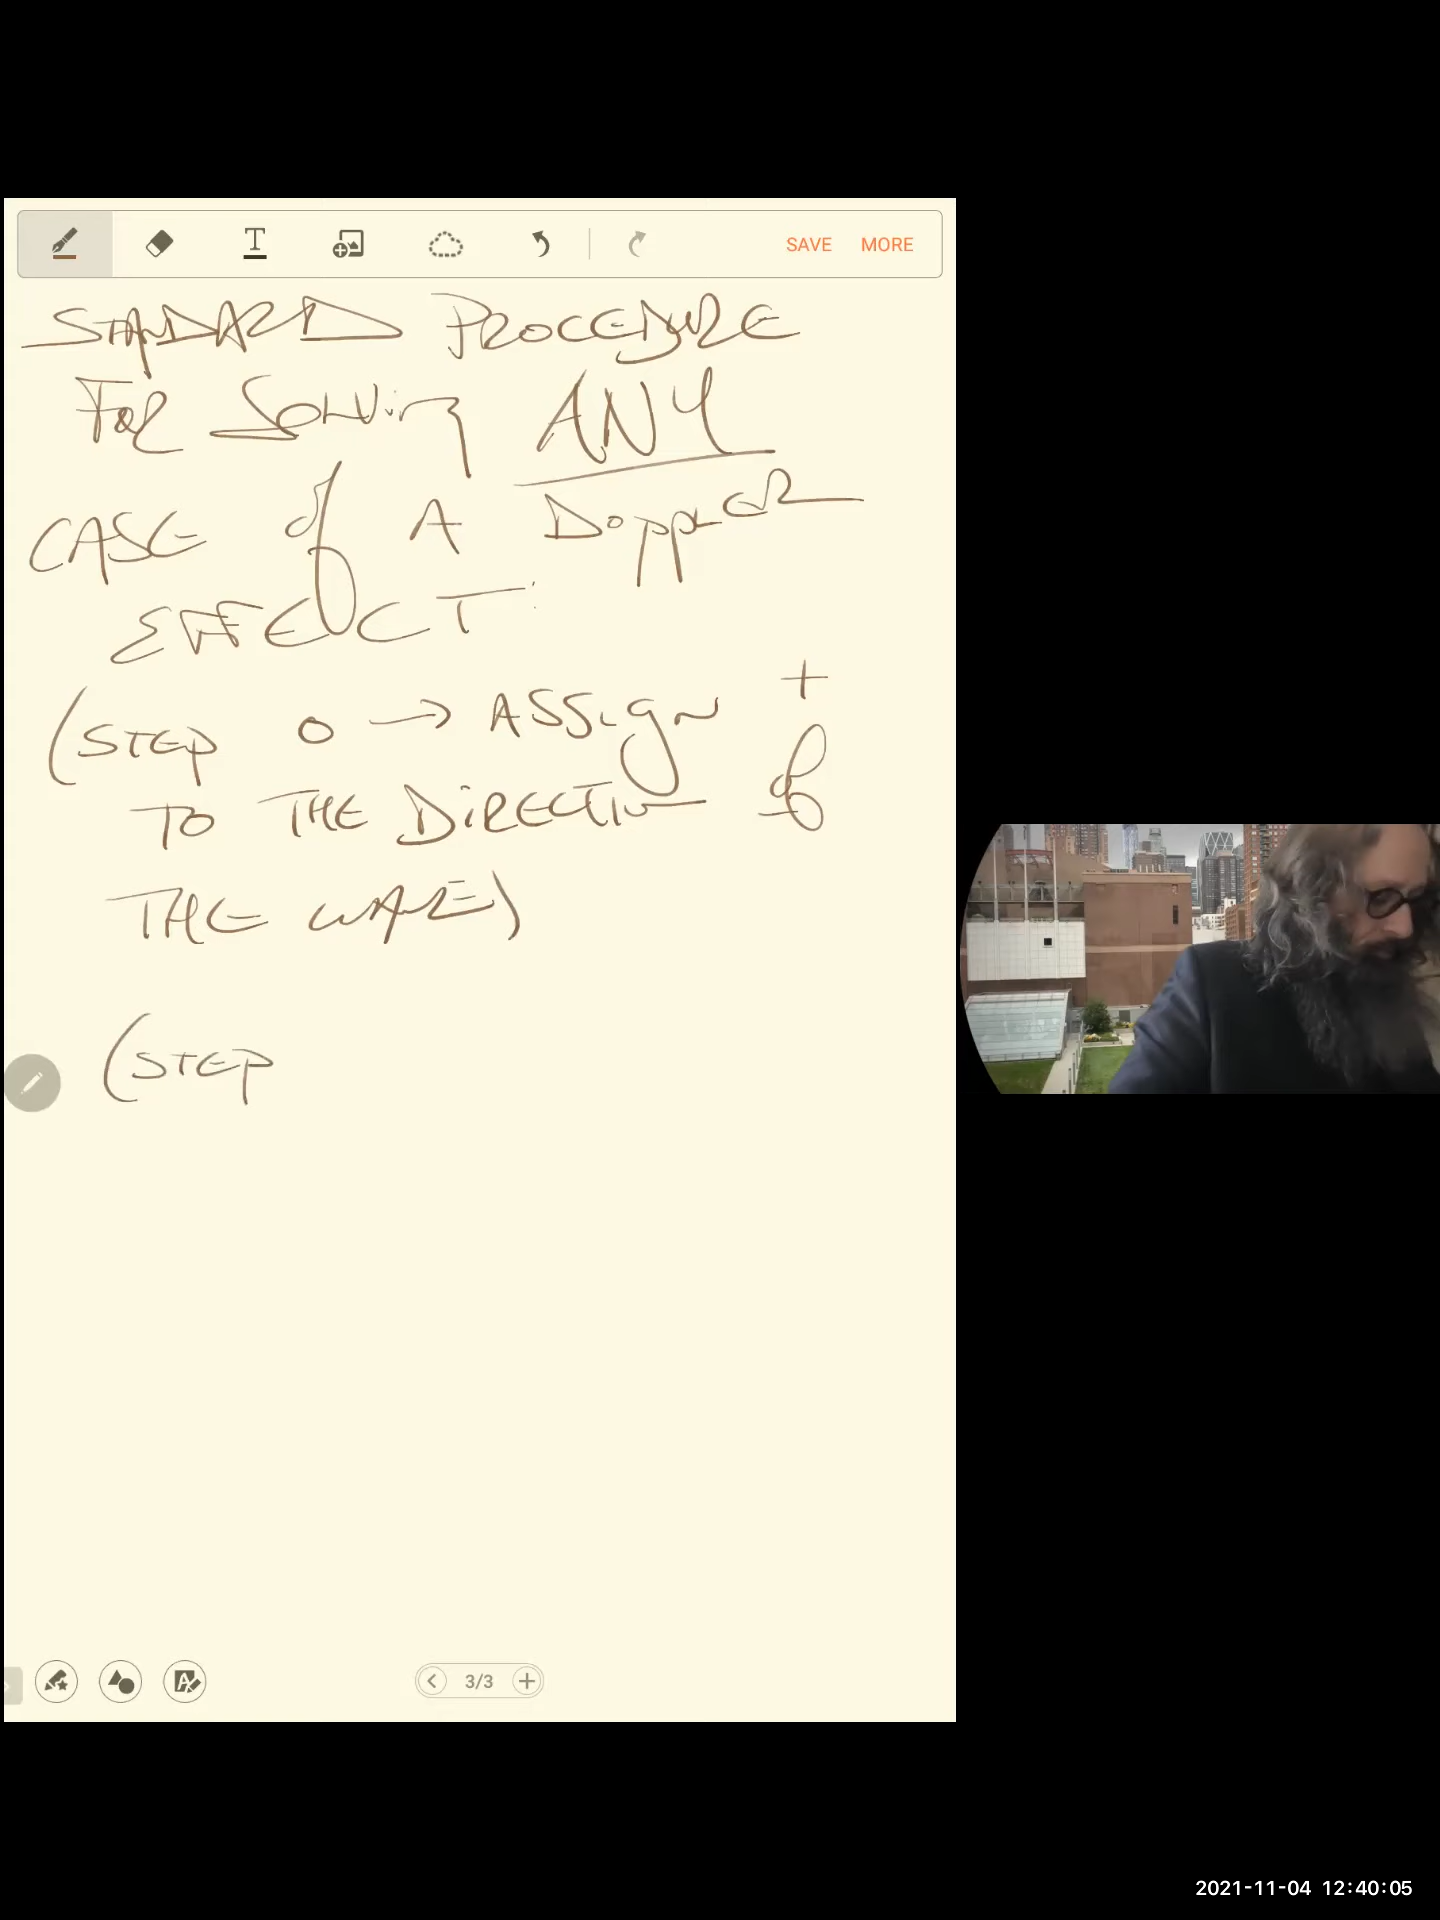 T
SAVE MORE
STANDARD PROCEDURE
FOR SOLVING ANY
CASE of A DOPPLER
EFFECT:
(STEP 0 → ASSIGN +
TO THE DIRECTION of
THE WAVE)
(STEP
A
3/3
2021-11-04 12:40:05